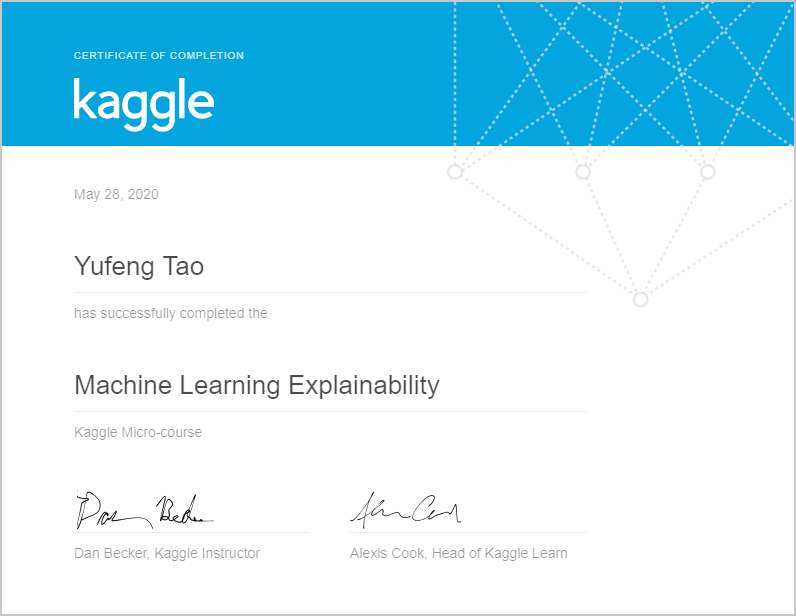 CERTIFICATE OF COMPLETION
kaggle
May 28, 2020
Yufeng Tao
has successfully completed the
Machine Learning Explainability
Kaggle Micro-course
Dan Becker
Alexis Cook
Dan Becker, Kaggle Instructor
Alexis Cook, Head of Kaggle Learn